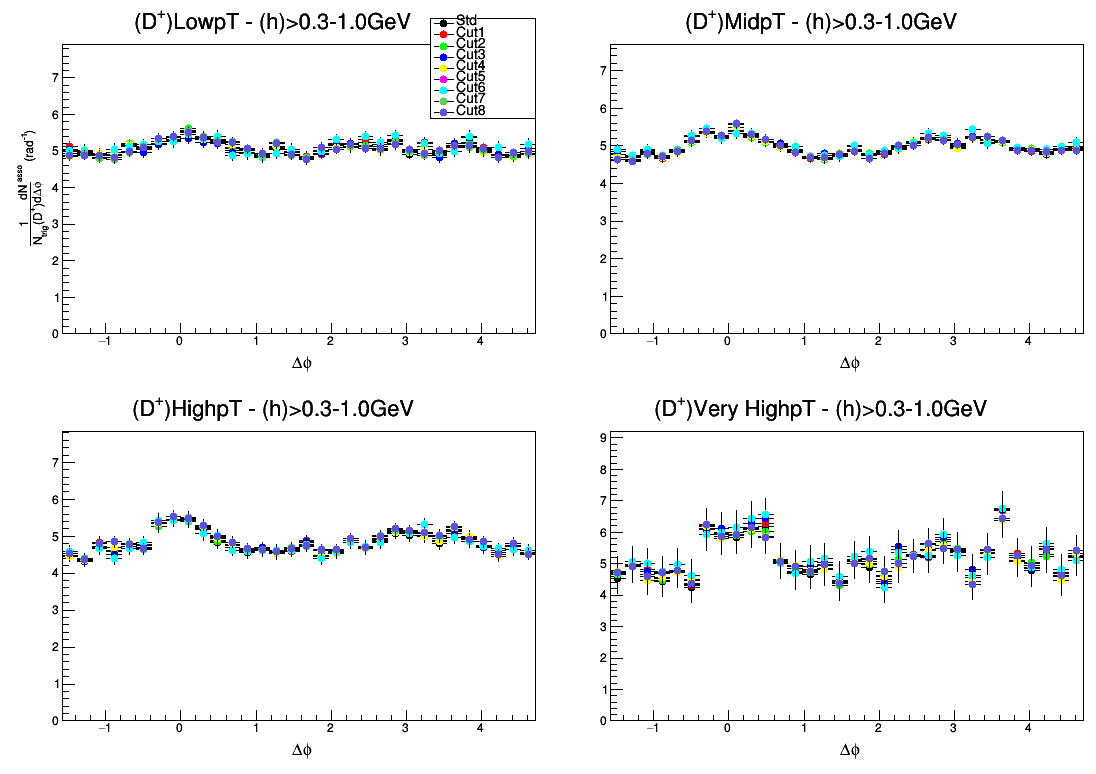 (D+)LowpT - (h)>0.3-1.0GeV
Std
Cut1
Cut2
Cut3
Cut4
Cut5
Cut6
Cut7
Cut8
1 dN^asso
N_trig(D+)dΔϕ (rad^-1)
7
6
5
4
3
2
1
0
−1 0 1 2 3 4
Δϕ
(D+)MidpT - (h)>0.3-1.0GeV
7
6
5
4
3
2
1
0
−1 0 1 2 3 4
Δϕ
(D+)HighpT - (h)>0.3-1.0GeV
7
6
5
4
3
2
1
0
−1 0 1 2 3 4
Δϕ
(D+)Very HighpT - (h)>0.3-1.0GeV
9
8
7
6
5
4
3
2
1
0
−1 0 1 2 3 4
Δϕ